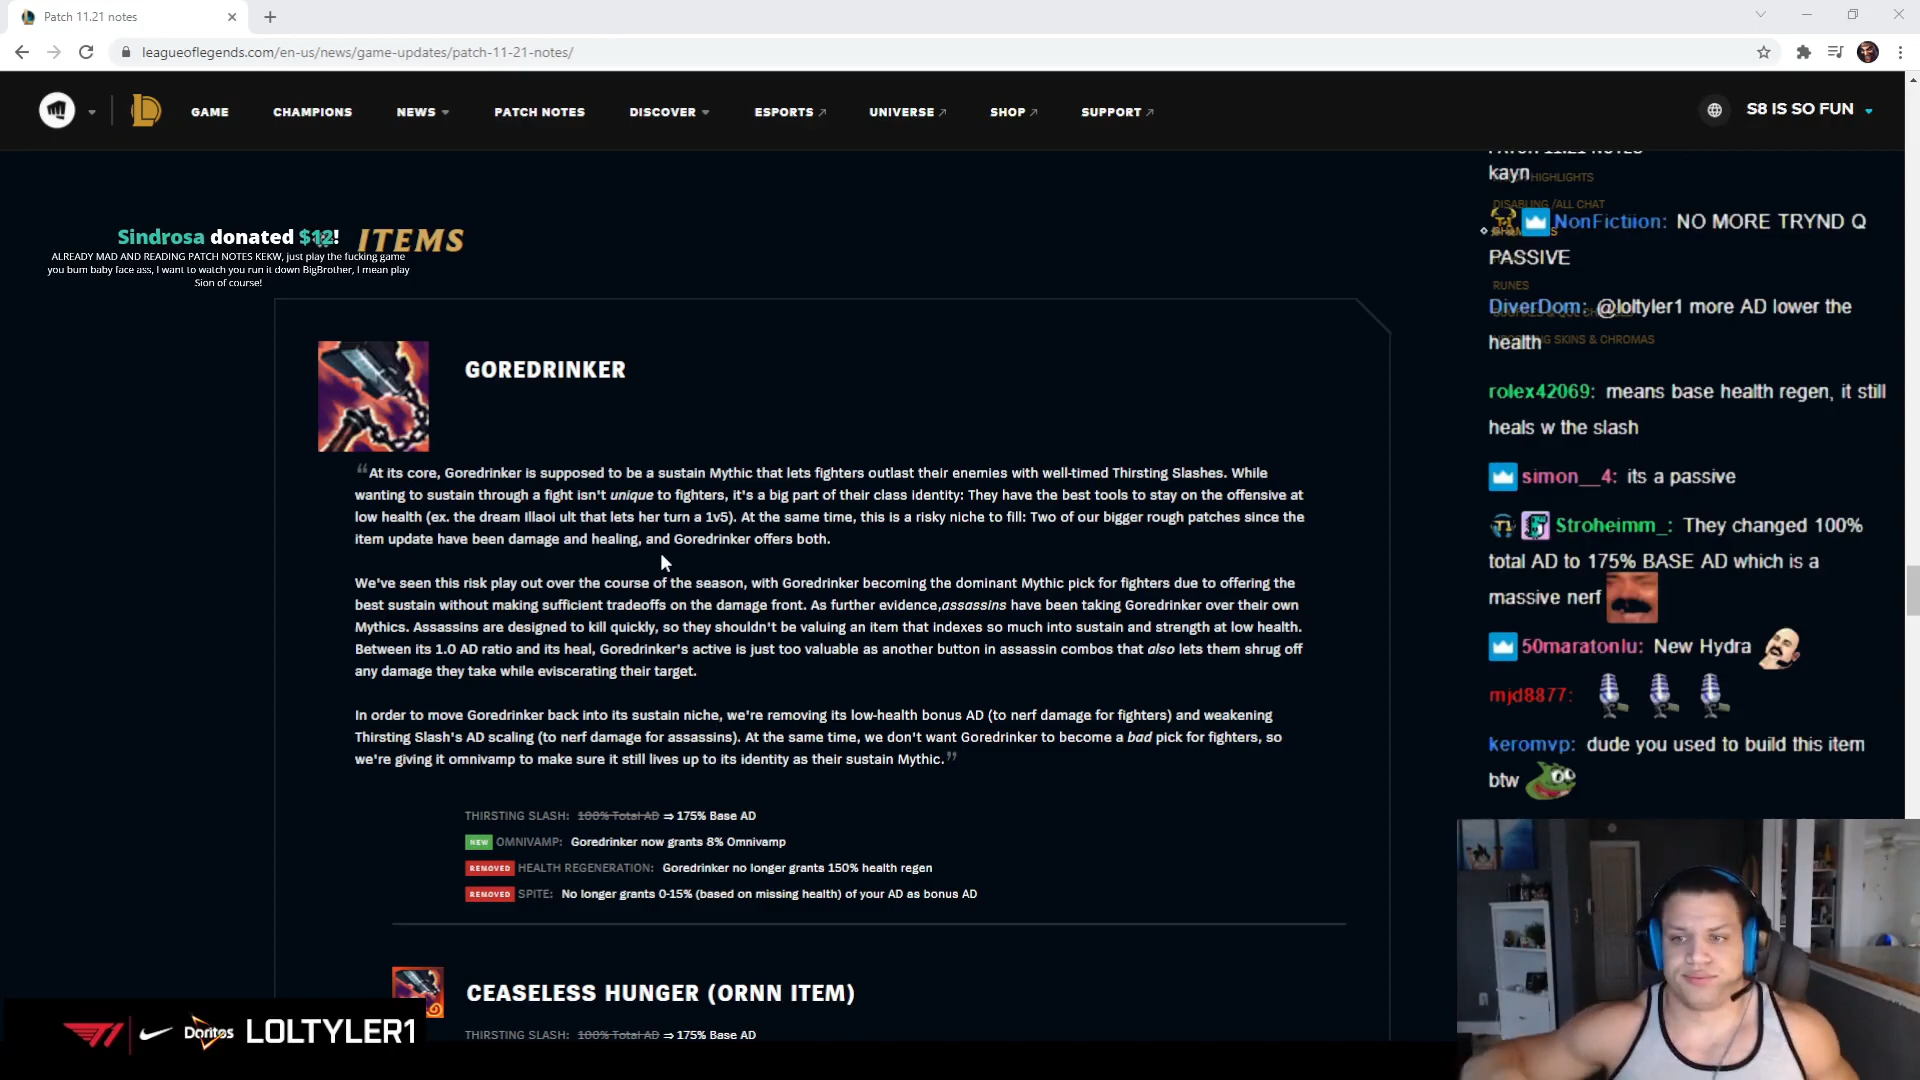 Patch 11.21 notes
leagueoflegends.com/en-us/news/game-updates/patch-11-21-notes/
GAME
CHAMPIONS
NEWS
PATCH NOTES
DISCOVER
ESPORTS
UNIVERSE
SHOP
SUPPORT
S8 IS SO FUN
Sindrosa donated $12!
ALREADY MAD AND READING PATCH NOTES KEKW, just play the fucking game
you bum baby face ass, I want to watch you run it down BigBrother, I mean play
Sion of course!
ITEMS
GOREDRINKER
“At its core, Goredrinker is supposed to be a sustain Mythic that lets fighters outlast their enemies with well-timed Thirsting Slashes. While
wanting to sustain through a fight isn't unique to fighters, it's a big part of their class identity: They have the best tools to stay on the offensive at
low health (ex. the dream Illaoi ult that lets her turn a 1v5). At the same time, this is a risky niche to fill: Two of our bigger rough patches since the
item update have been damage and healing, and Goredrinker offers both.
We've seen this risk play out over the course of the season, with Goredrinker becoming the dominant Mythic pick for fighters due to offering the
best sustain without making sufficient tradeoffs on the damage front. As further evidence,assassins have been taking Goredrinker over their own
Mythics. Assassins are designed to kill quickly, so they shouldn't be valuing an item that indexes so much into sustain and strength at low health.
Between its 1.0 AD ratio and its heal, Goredrinker's active is just too valuable as another button in assassin combos that also lets them shrug off
any damage they take while eviscerating their target.
In order to move Goredrinker back into its sustain niche, we're removing its low-health bonus AD (to nerf damage for fighters) and weakening
Thirsting Slash's AD scaling (to nerf damage for assassins). At the same time, we don't want Goredrinker to become a bad pick for fighters, so
we're giving it omnivamp to make sure it still lives up to its identity as their sustain Mythic.”
THIRSTING SLASH: 100% Total AD ⇒ 175% Base AD
NEW OMNIVAMP: Goredrinker now grants 8% Omnivamp
REMOVED HEALTH REGENERATION: Goredrinker no longer grants 150% health regen
REMOVED SPITE: No longer grants 0-15% (based on missing health) of your AD as bonus AD
CEASELESS HUNGER (ORNN ITEM)
THIRSTING SLASH: 100% Total AD ⇒ 175% Base AD
PATCH 11.21 NOTES
kayn
HIGHLIGHTS
DISABLING /ALL CHAT
NonFictiion: NO MORE TRYND Q
PASSIVE
RUNES
DiverDom: @loltyler1 more AD lower the
health
SKINS & CHROMAS
rolex42069: means base health regen, it still
heals w the slash
simon__4: its a passive
Stroheimm_: They changed 100%
total AD to 175% BASE AD which is a
massive nerf
50maratonlu: New Hydra
mjd8877:
keromvp: dude you used to build this item
btw
T1
Doritos
LOLTYLER1